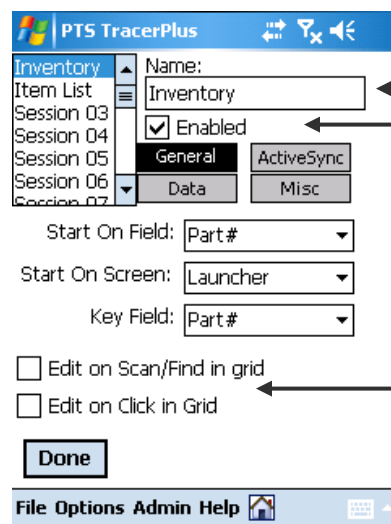 PTS TracerPlus
Inventory
Item List
Session 03
Session 04
Session 05
Session 06
Session 07
Name:
Inventory
Enabled
General
ActiveSync
Data
Misc
Start On Field: Part#
Start On Screen: Launcher
Key Field: Part#
Edit on Scan/Find in grid
Edit on Click in Grid
Done
File Options Admin Help